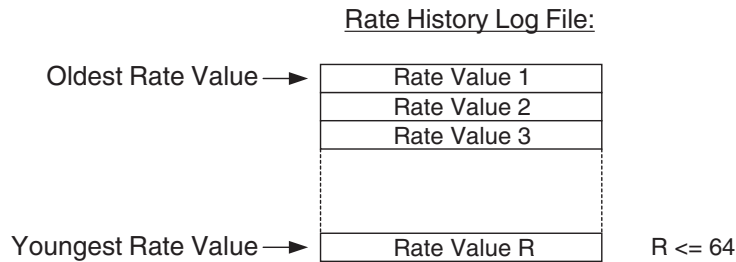 Rate History Log File:
Oldest Rate Value
Rate Value 1
Rate Value 2
Rate Value 3
Youngest Rate Value
Rate Value R
R <= 64